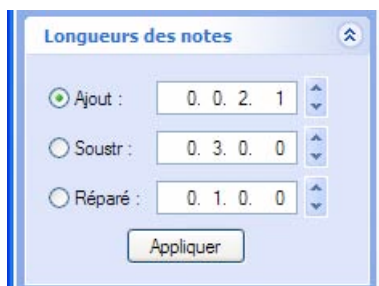 Longueurs des notes
Ajout : 0. 0. 2. 1
Soustr : 0. 3. 0. 0
Réparé : 0. 1. 0. 0
Appliquer